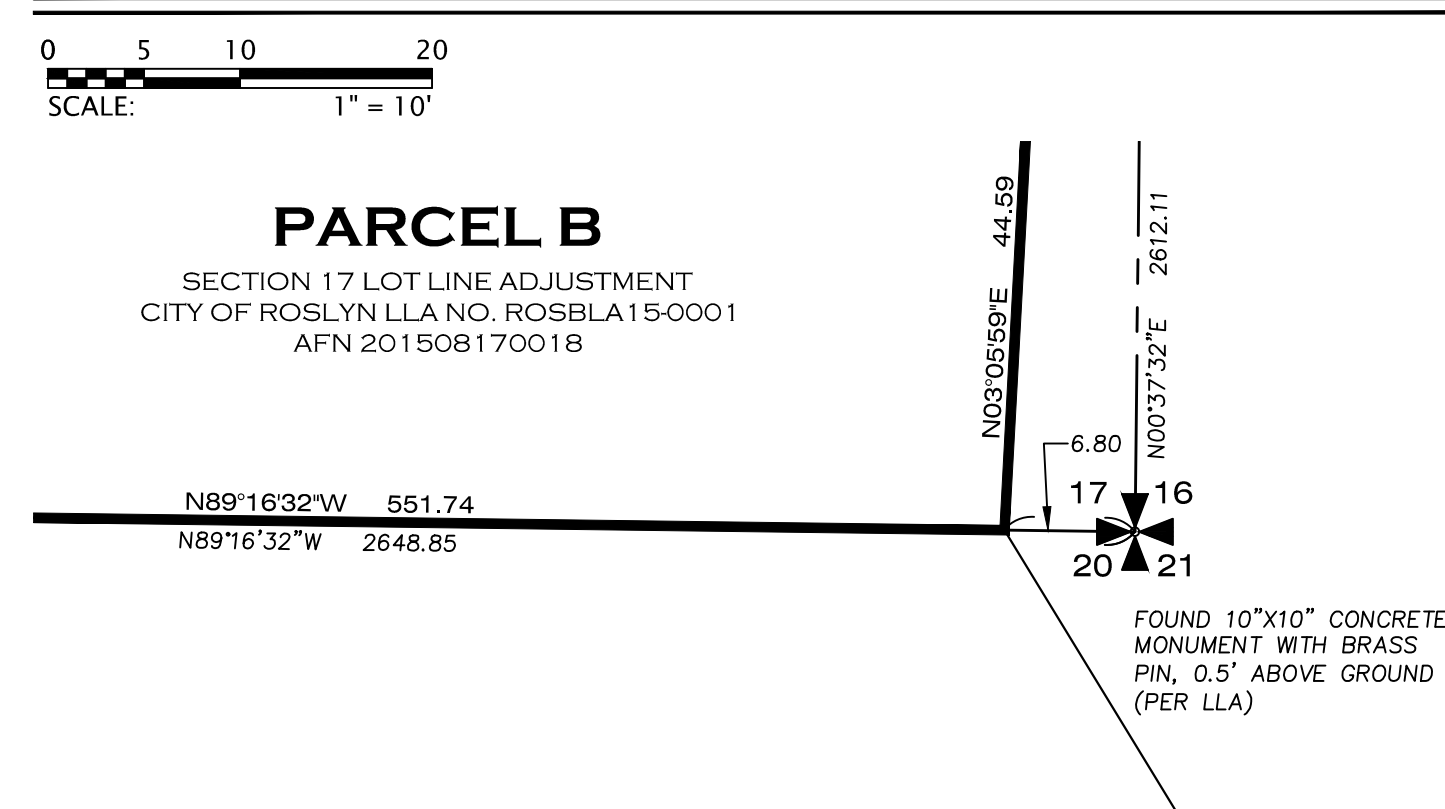 0 5 10 20
SCALE: 1" = 10'
PARCEL B
SECTION 17 LOT LINE ADJUSTMENT
CITY OF ROSLYN LLA NO. ROSBLA15-0001
AFN 201508170018
N03°05'59"E 44.59
N00°37'32"E 2612.11
6.80
N89°16'32"W 551.74
N89°16'32"W 2648.85
17 16
20 21
FOUND 10"X10" CONCRETE
MONUMENT WITH BRASS
PIN, 0.5' ABOVE GROUND
(PER LLA)